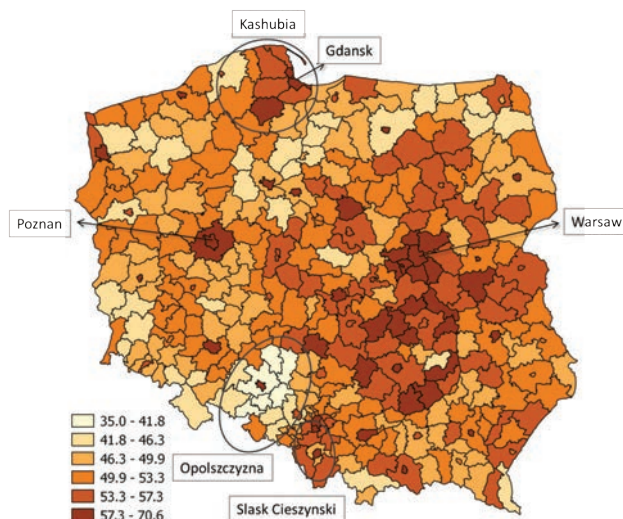 Kashubia
Gdansk
Poznan
Warsaw
35.0 - 41.8
41.8 - 46.3
46.3 - 49.9
49.9 - 53.3
53.3 - 57.3
57.3 - 70.6
Opolszczyzna
Slask Cieszynski